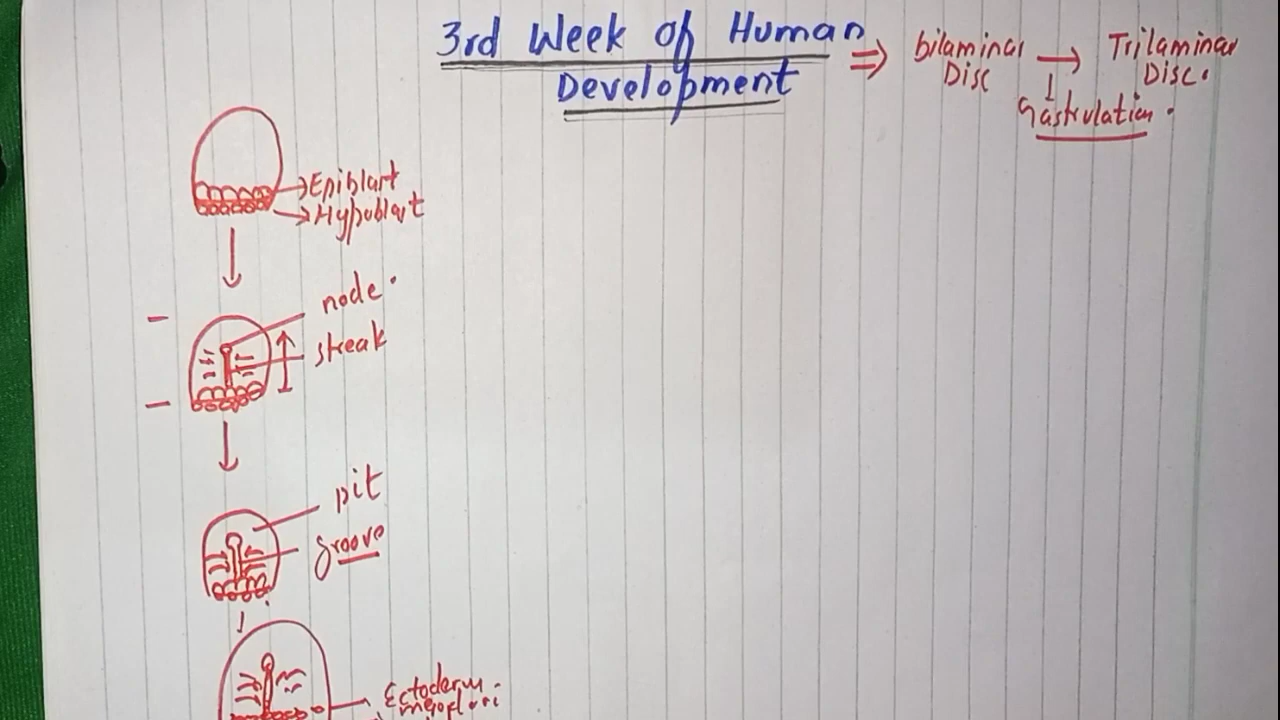 3rd Week of Human
Development
⇒ bilaminar → Trilaminar
Disc Disc.
↓
Gastrulation.
→Epiblast
→Hypoblast
node.
streak
pit
groove
Ectoderm